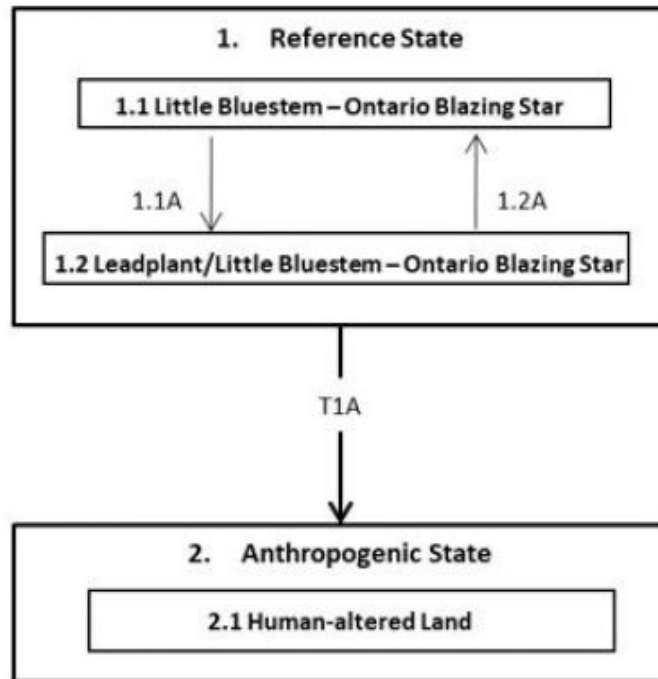 1. Reference State
1.1 Little Bluestem – Ontario Blazing Star
1.1A 1.2A
1.2 Leadplant/Little Bluestem – Ontario Blazing Star
T1A
2. Anthropogenic State
2.1 Human-altered Land